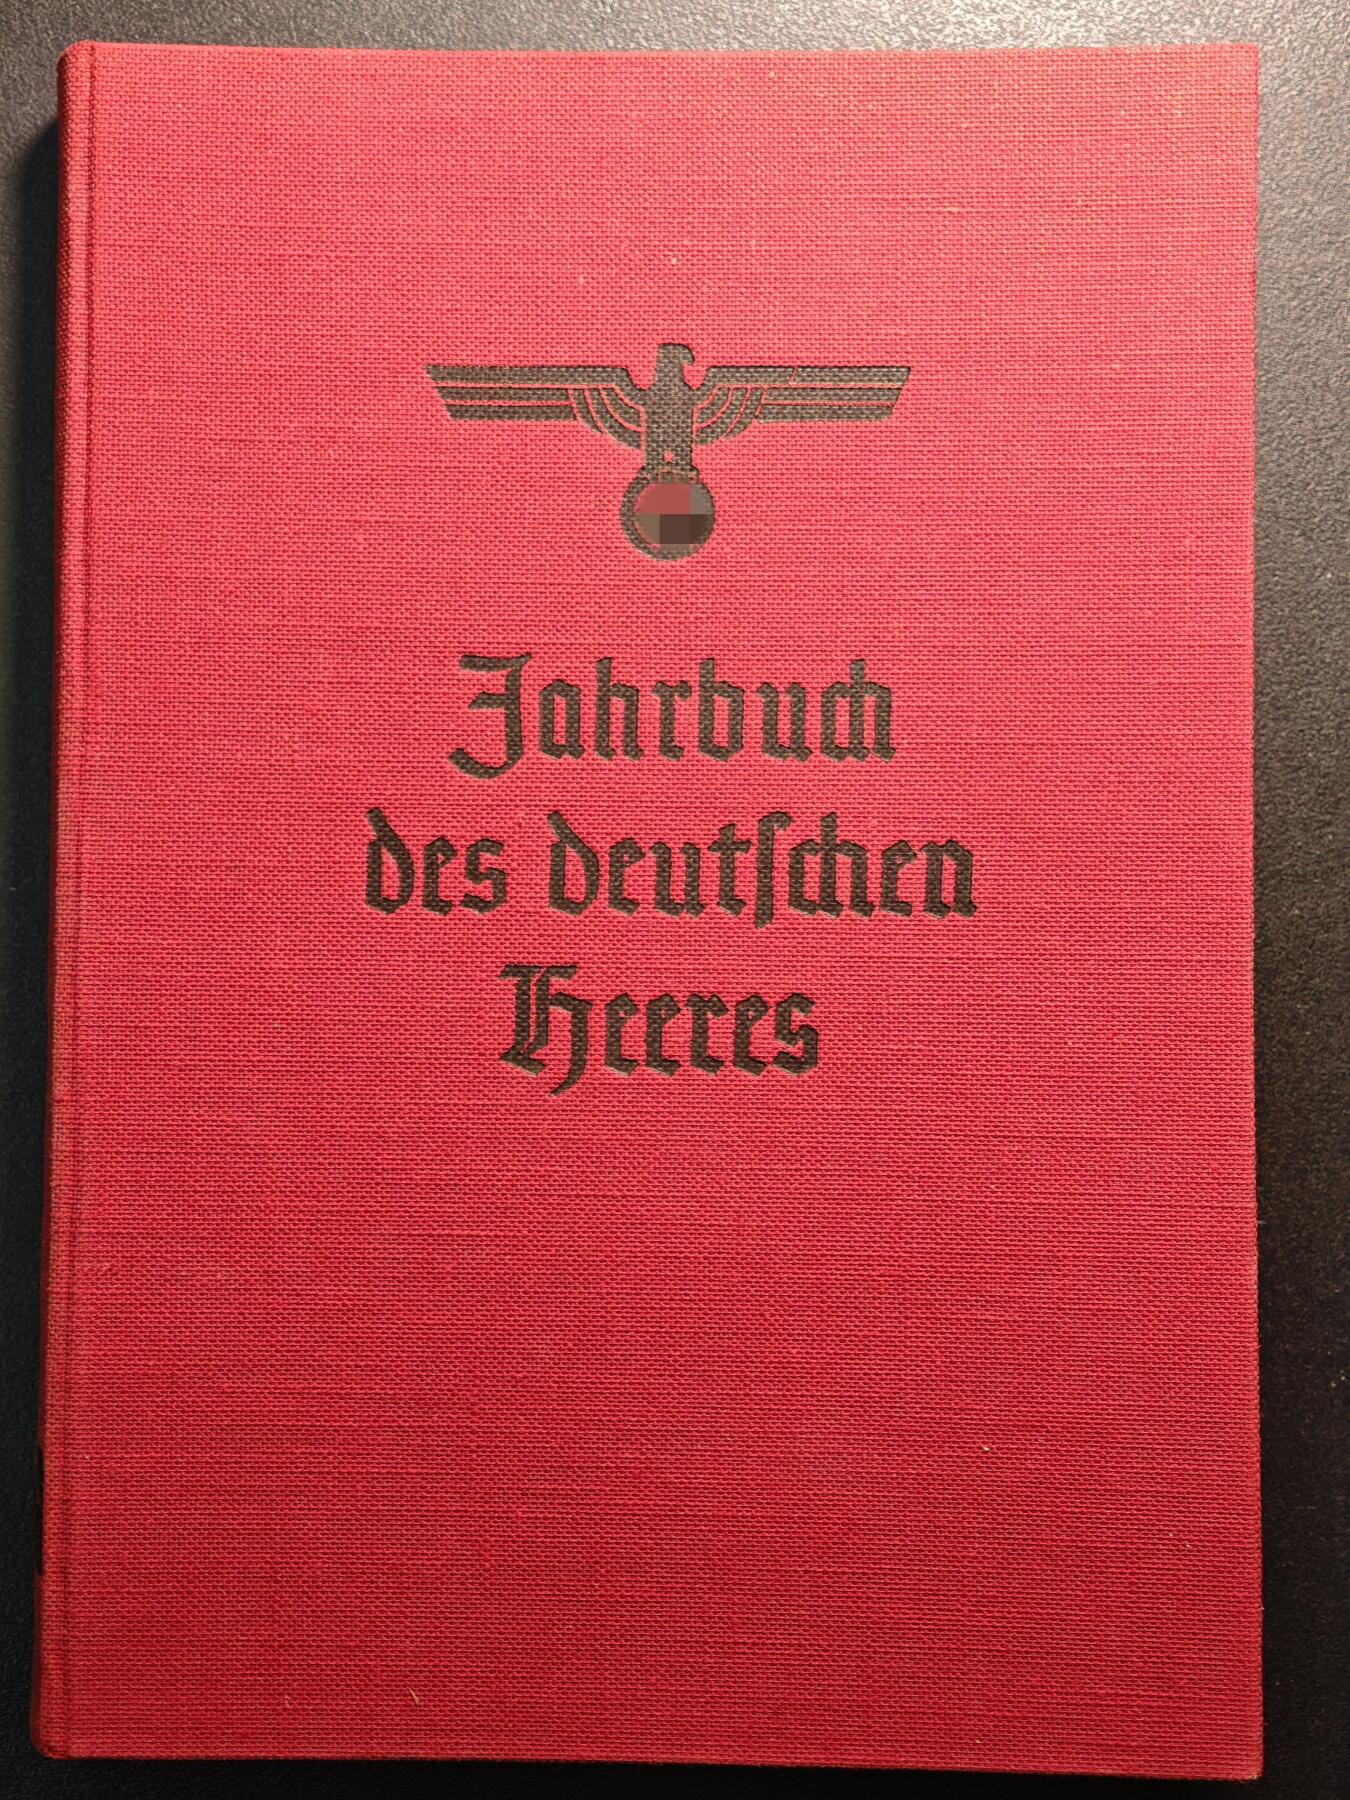 Jahrbuch
des deutſchen
Heeres